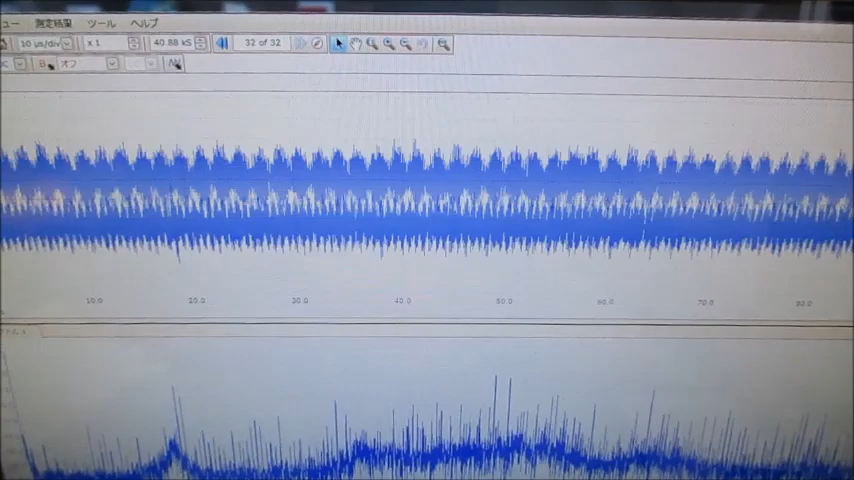 ュー 測定結果 ツール ヘルプ
10 µs/div x 1 40.88 kS 32 of 32
B オフ
10.0 20.0 30.0 40.0 50.0 60.0 70.0 80.0